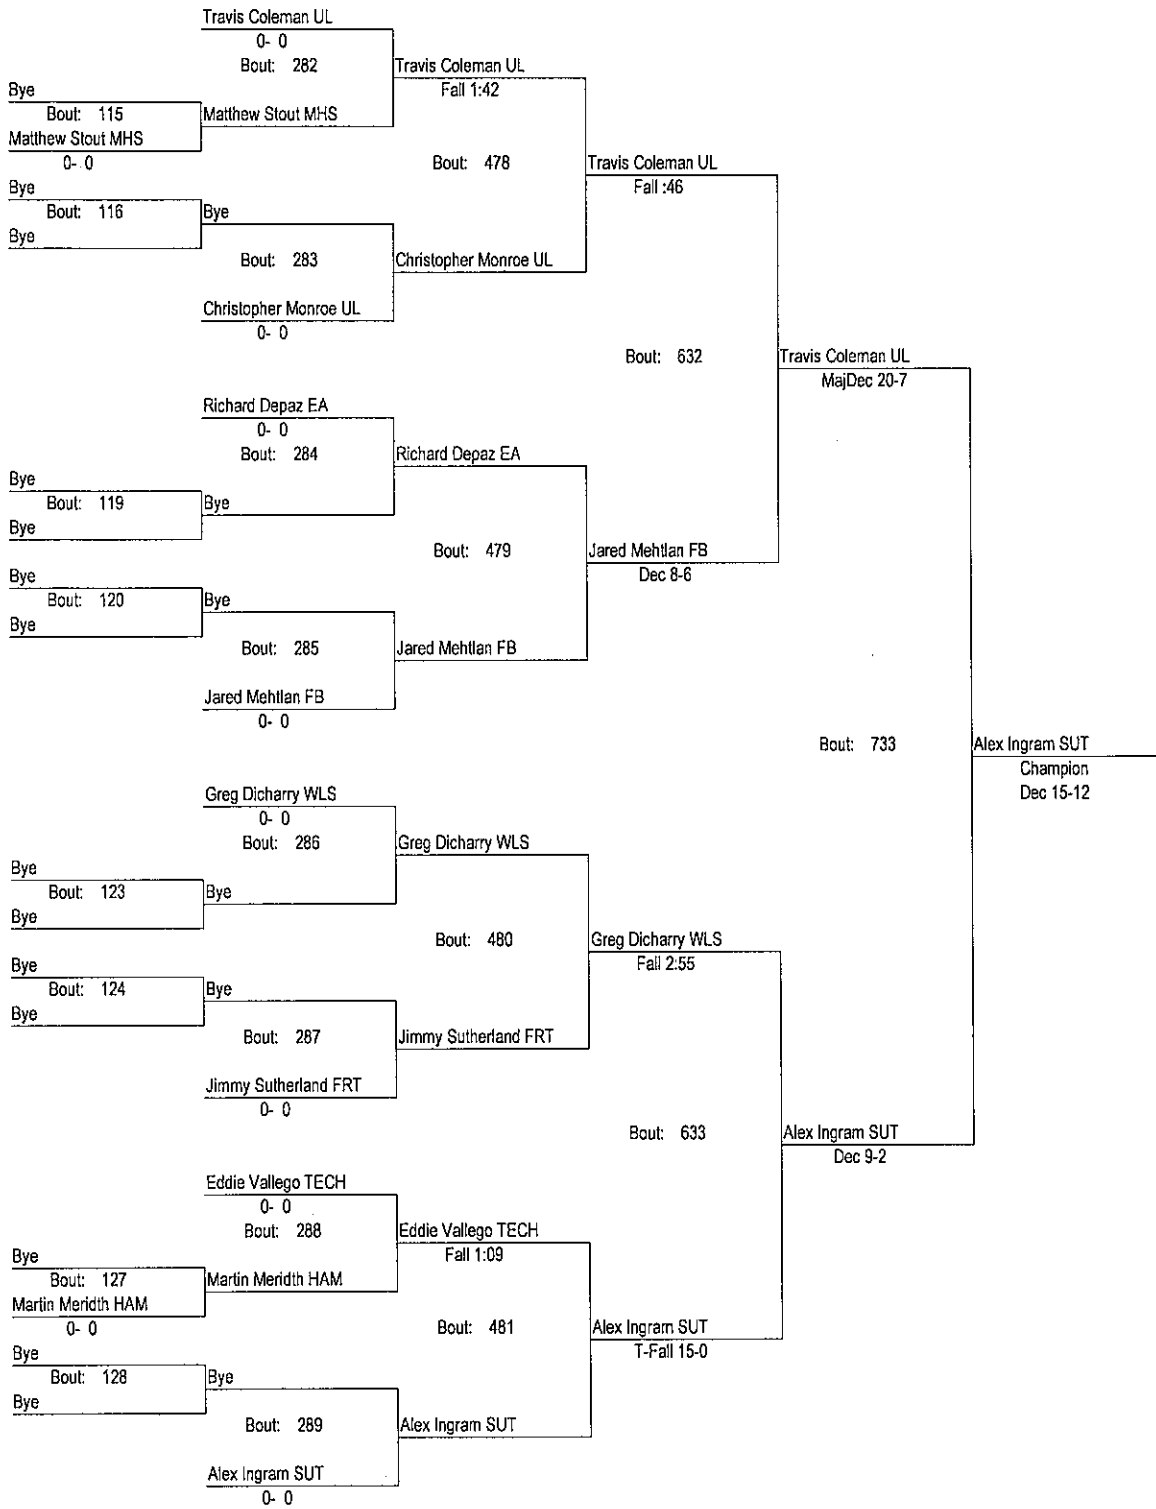 Travis Coleman UL
0- 0
Bout: 282
Travis Coleman UL
Fall 1:42
Bye
Bout: 115
Matthew Stout MHS
Matthew Stout MHS
0- 0
Bout: 478
Travis Coleman UL
Fall :46
Bye
Bout: 116
Bye
Bye
Bout: 283
Christopher Monroe UL
Christopher Monroe UL
0- 0
Bout: 632
Travis Coleman UL
MajDec 20-7
Richard Depaz EA
0- 0
Bout: 284
Richard Depaz EA
Bye
Bout: 119
Bye
Bye
Bout: 479
Jared Mehtlan FB
Dec 8-6
Bye
Bout: 120
Bye
Bye
Bout: 285
Jared Mehtlan FB
Jared Mehtlan FB
0- 0
Bout: 733
Alex Ingram SUT
Champion
Dec 15-12
Greg Dicharry WLS
0- 0
Bout: 286
Greg Dicharry WLS
Bye
Bout: 123
Bye
Bye
Bout: 480
Greg Dicharry WLS
Fall 2:55
Bye
Bout: 124
Bye
Bye
Bout: 287
Jimmy Sutherland FRT
Jimmy Sutherland FRT
0- 0
Bout: 633
Alex Ingram SUT
Dec 9-2
Eddie Vallego TECH
0- 0
Bout: 288
Eddie Vallego TECH
Fall 1:09
Bye
Bout: 127
Martin Meridth HAM
Martin Meridth HAM
0- 0
Bout: 481
Alex Ingram SUT
T-Fall 15-0
Bye
Bout: 128
Bye
Bye
Bout: 289
Alex Ingram SUT
Alex Ingram SUT
0- 0